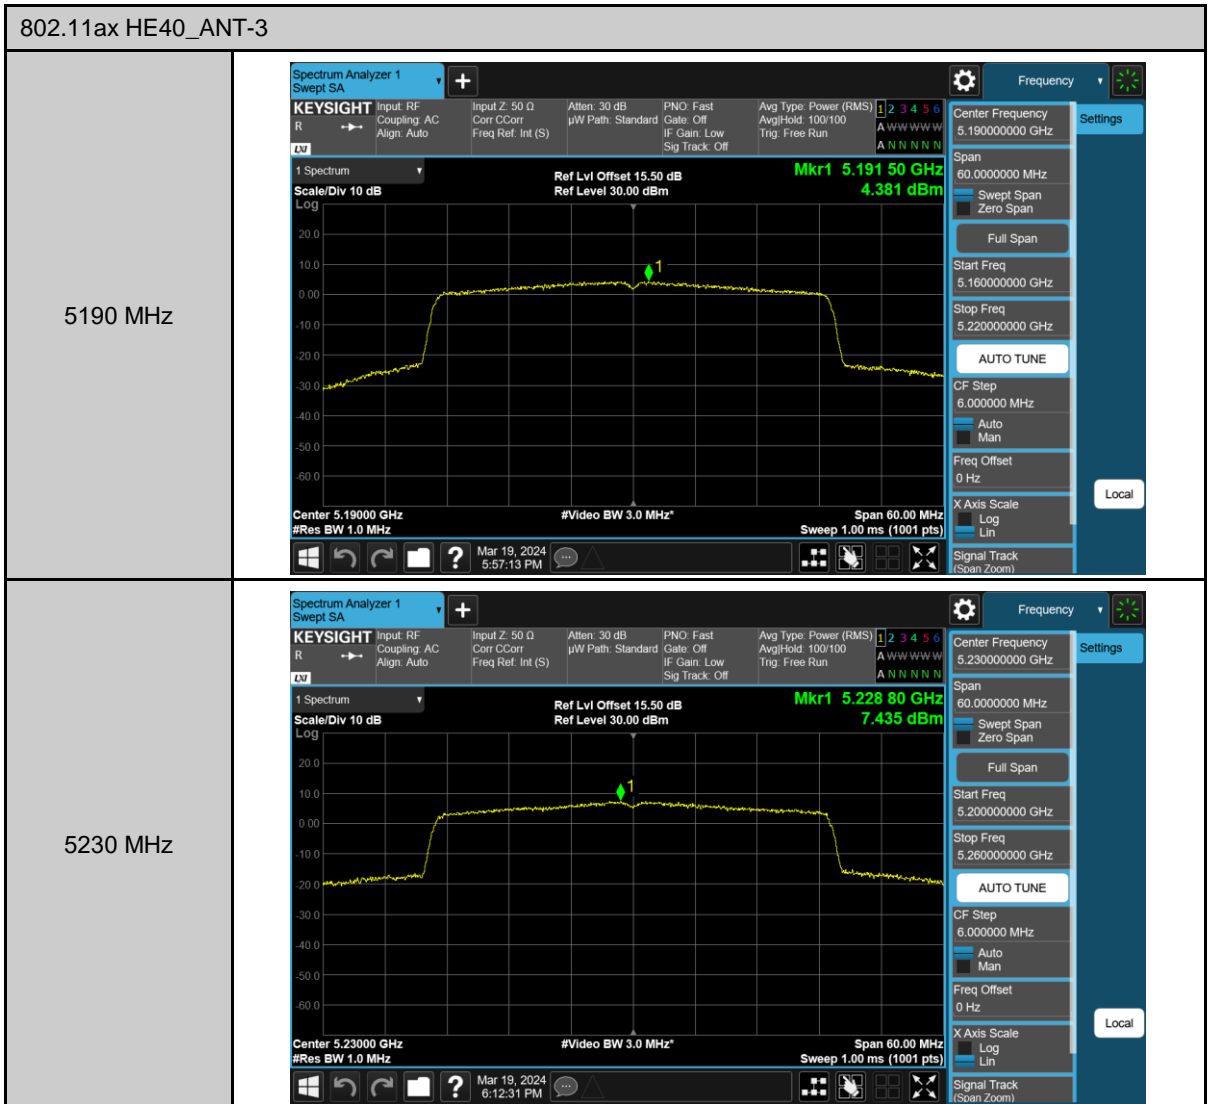 802.11ax HE40_ANT-3
5190 MHz
Spectrum Analyzer 1
Swept SA
Frequency
KEYSIGHT
R
LXI
Input: RF
Coupling: AC
Align: Auto
Input Z: 50 Ω
Corr CCorr
Freq Ref: Int (S)
Atten: 30 dB
µW Path: Standard
PNO: Fast
Gate: Off
IF Gain: Low
Sig Track: Off
Avg Type: Power (RMS)
Avg|Hold: 100/100
Trig: Free Run
1 2 3 4 5 6
A W W W W W
A N N N N N
1 Spectrum
Scale/Div 10 dB
Log
Ref Lvl Offset 15.50 dB
Ref Level 30.00 dBm
Mkr1 5.191 50 GHz
4.381 dBm
20.0
10.0
0.00
-10.0
-20.0
-30.0
-40.0
-50.0
-60.0
1
Center 5.19000 GHz
#Res BW 1.0 MHz
#Video BW 3.0 MHz*
Span 60.00 MHz
Sweep 1.00 ms (1001 pts)
Mar 19, 2024
5:57:13 PM
Center Frequency
5.190000000 GHz
Settings
Span
60.0000000 MHz
Swept Span
Zero Span
Full Span
Start Freq
5.160000000 GHz
Stop Freq
5.220000000 GHz
AUTO TUNE
CF Step
6.000000 MHz
Auto
Man
Freq Offset
0 Hz
X Axis Scale
Log
Lin
Local
Signal Track
(Span Zoom)
5230 MHz
Spectrum Analyzer 1
Swept SA
Frequency
KEYSIGHT
R
LXI
Input: RF
Coupling: AC
Align: Auto
Input Z: 50 Ω
Corr CCorr
Freq Ref: Int (S)
Atten: 30 dB
µW Path: Standard
PNO: Fast
Gate: Off
IF Gain: Low
Sig Track: Off
Avg Type: Power (RMS)
Avg|Hold: 100/100
Trig: Free Run
1 2 3 4 5 6
A W W W W W
A N N N N N
1 Spectrum
Scale/Div 10 dB
Log
Ref Lvl Offset 15.50 dB
Ref Level 30.00 dBm
Mkr1 5.228 80 GHz
7.435 dBm
20.0
10.0
0.00
-10.0
-20.0
-30.0
-40.0
-50.0
-60.0
1
Center 5.23000 GHz
#Res BW 1.0 MHz
#Video BW 3.0 MHz*
Span 60.00 MHz
Sweep 1.00 ms (1001 pts)
Mar 19, 2024
6:12:31 PM
Center Frequency
5.230000000 GHz
Settings
Span
60.0000000 MHz
Swept Span
Zero Span
Full Span
Start Freq
5.200000000 GHz
Stop Freq
5.260000000 GHz
AUTO TUNE
CF Step
6.000000 MHz
Auto
Man
Freq Offset
0 Hz
X Axis Scale
Log
Lin
Local
Signal Track
(Span Zoom)